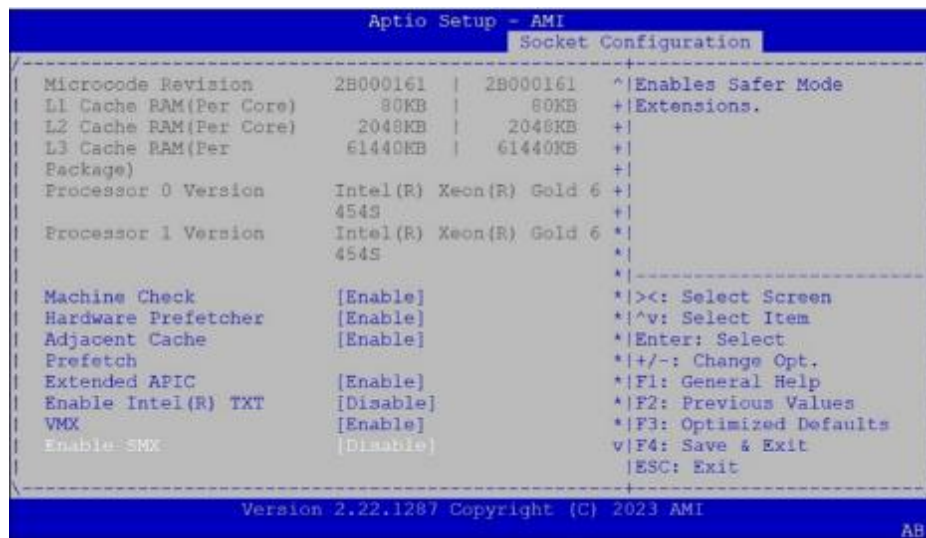 Aptio Setup - AMI
Socket Configuration
Microcode Revision 2B000161 | 2B000161 ^|Enables Safer Mode
L1 Cache RAM(Per Core) 80KB | 80KB +|Extensions.
L2 Cache RAM(Per Core) 2048KB | 2048KB +|
L3 Cache RAM(Per 61440KB | 61440KB +|
Package) +|
Processor 0 Version Intel(R) Xeon(R) Gold 6 +|
454S +|
Processor 1 Version Intel(R) Xeon(R) Gold 6 *|
454S *|
Machine Check [Enable] *|><: Select Screen
Hardware Prefetcher [Enable] *|^v: Select Item
Adjacent Cache [Enable] *|Enter: Select
Prefetch *|+/-: Change Opt.
Extended APIC [Enable] *|F1: General Help
Enable Intel(R) TXT [Disable] *|F2: Previous Values
VMX [Enable] *|F3: Optimized Defaults
Enable SMX [Disable] v|F4: Save & Exit
|ESC: Exit
Version 2.22.1287 Copyright (C) 2023 AMI
AB